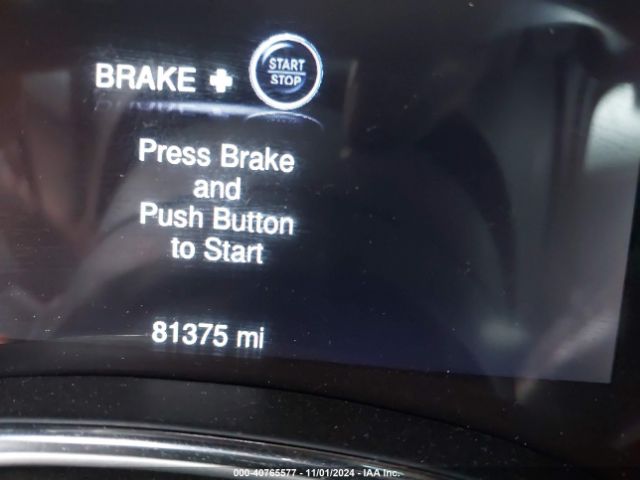 BRAKE + START
STOP
Press Brake
and
Push Button
to Start
81375 mi
000-40765577 - 11/01/2024 - IAA Inc.